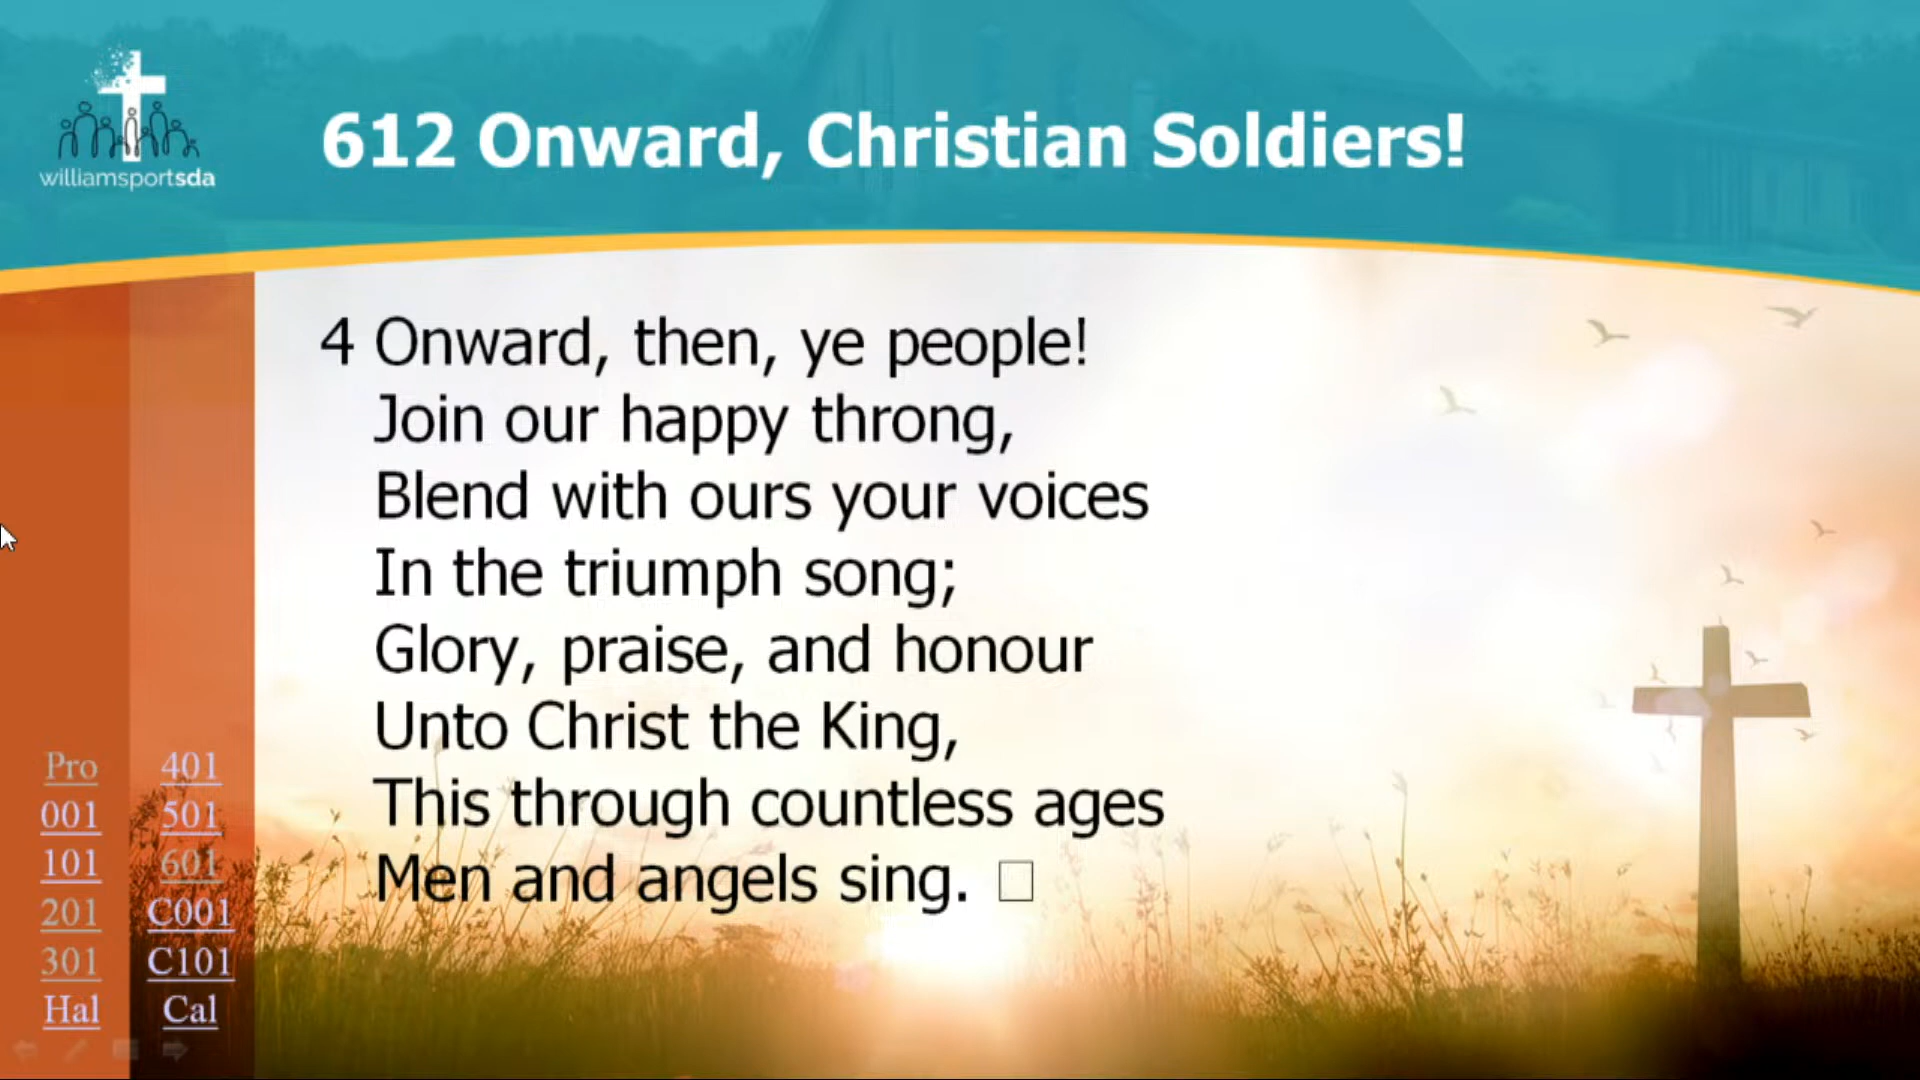 williamsportsda
612 Onward, Christian Soldiers!
4 Onward, then, ye people!
Join our happy throng,
Blend with ours your voices
In the triumph song;
Glory, praise, and honour
Unto Christ the King,
This through countless ages
Men and angels sing. □
Pro 401
001 501
101 601
201 C001
301 C101
Hal Cal